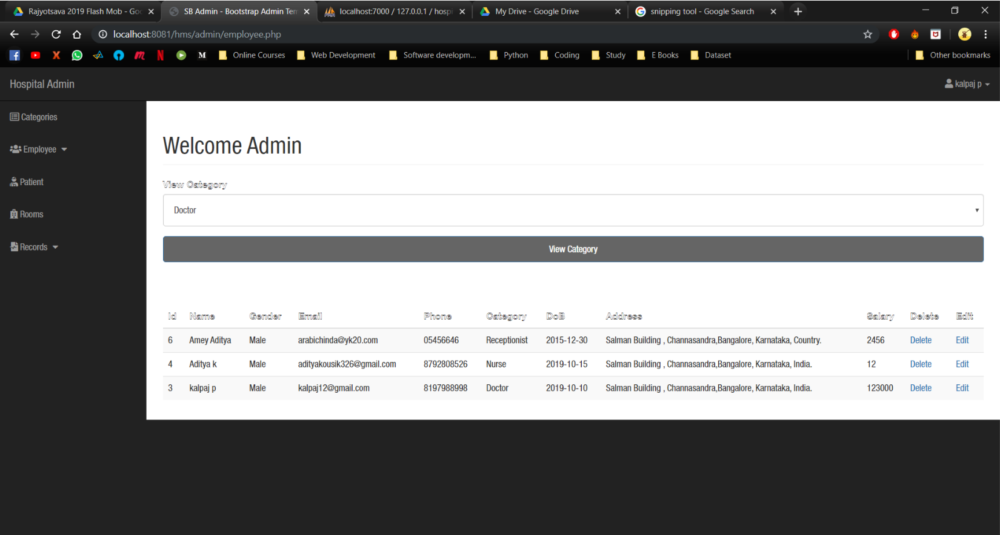 Rajyotsava 2019 Flash Mob - Goo
SB Admin - Bootstrap Admin Tem
localhost:7000 / 127.0.0.1 / hospi
My Drive - Google Drive
snipping tool - Google Search
localhost:8081/hms/admin/employee.php
Online Courses
Web Development
Software developm...
Python
Coding
Study
E Books
Dataset
Other bookmarks
Hospital Admin
kalpaj p
Categories
Employee
Patient
Rooms
Records
Welcome Admin
View Category
Doctor
View Category
Id Name Gender Email Phone Category DoB Address Salary Delete Edit
6 Amey Aditya Male arabichinda@yk20.com 05456646 Receptionist 2015-12-30 Salman Building , Channasandra,Bangalore, Karnataka, Country. 2456 Delete Edit
4 Aditya k Male adityakousik326@gmail.com 8792808526 Nurse 2019-10-15 Salman Building , Channasandra,Bangalore, Karnataka, India. 12 Delete Edit
3 kalpaj p Male kalpaj12@gmail.com 8197988998 Doctor 2019-10-10 Salman Building , Channasandra,Bangalore, Karnataka, India. 123000 Delete Edit